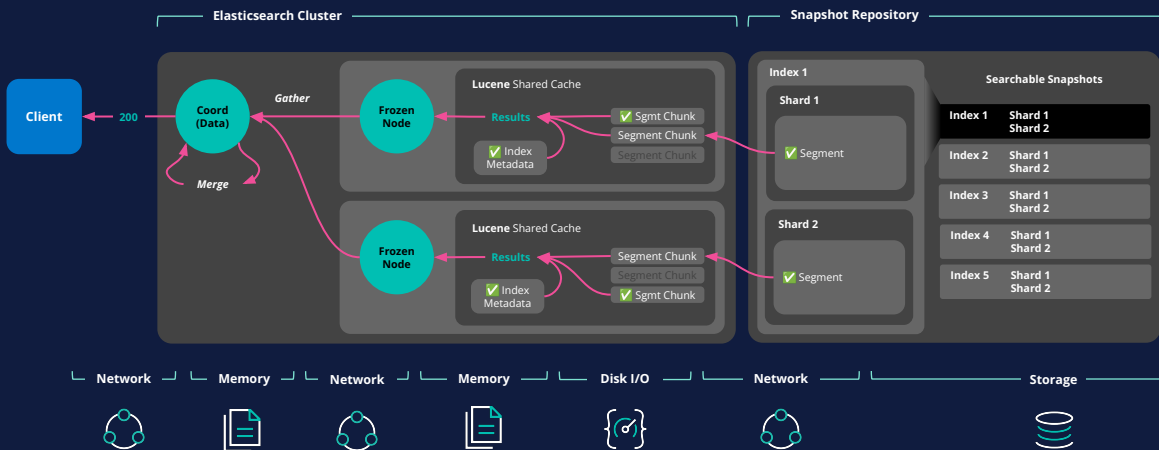 Elasticsearch Cluster
Snapshot Repository
Client
200
Coord
(Data)
Gather
Merge
Frozen
Node
Lucene Shared Cache
Results
✅ Index
Metadata
✅ Sgmt Chunk
Segment Chunk
Segment Chunk
Frozen
Node
Lucene Shared Cache
Results
✅ Index
Metadata
Segment Chunk
Segment Chunk
✅ Sgmt Chunk
Index 1
Shard 1
✅ Segment
Shard 2
✅ Segment
Searchable Snapshots
Index 1 Shard 1
Shard 2
Index 2 Shard 1
Shard 2
Index 3 Shard 1
Shard 2
Index 4 Shard 1
Shard 2
Index 5 Shard 1
Shard 2
Network
Memory
Network
Memory
Disk I/O
Network
Storage